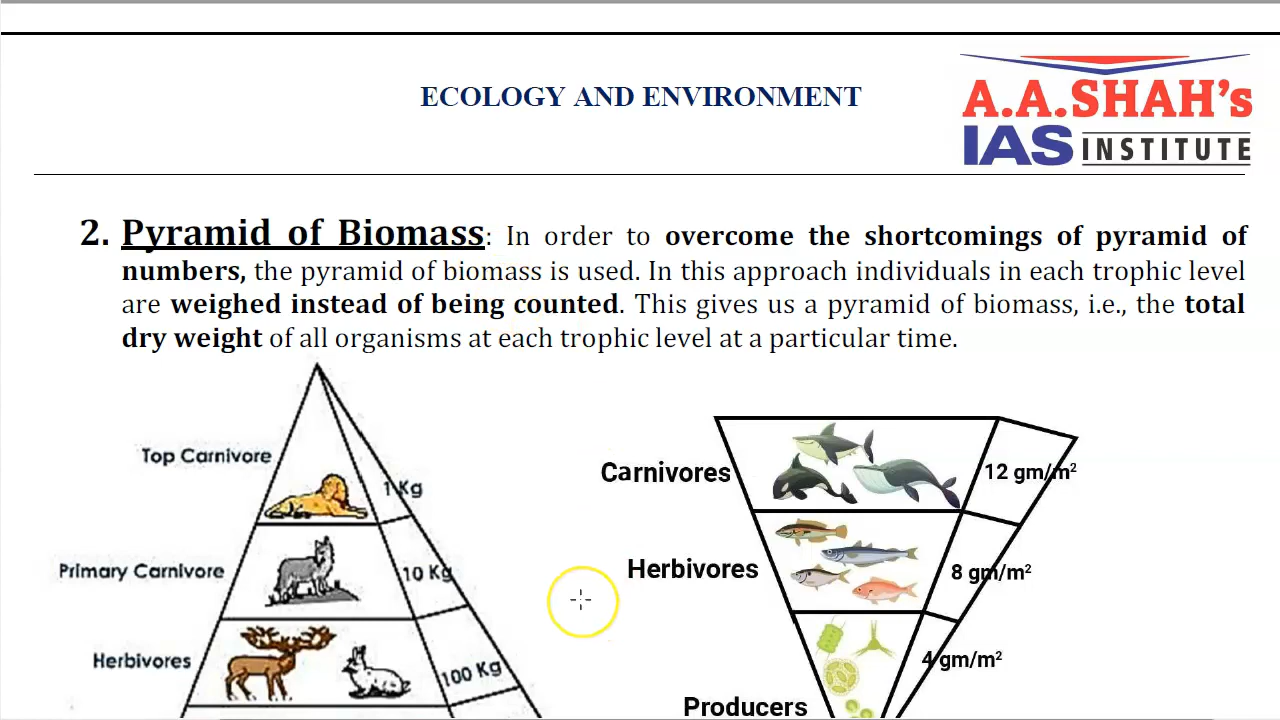 ECOLOGY AND ENVIRONMENT
A.A.SHAH's
IAS INSTITUTE
2. Pyramid of Biomass: In order to overcome the shortcomings of pyramid of
numbers, the pyramid of biomass is used. In this approach individuals in each trophic level
are weighed instead of being counted. This gives us a pyramid of biomass, i.e., the total
dry weight of all organisms at each trophic level at a particular time.
Top Carnivore
1 Kg
Primary Carnivore
10 Kg
Herbivores
100 Kg
Carnivores
12 gm/m²
Herbivores
8 gm/m²
4 gm/m²
Producers